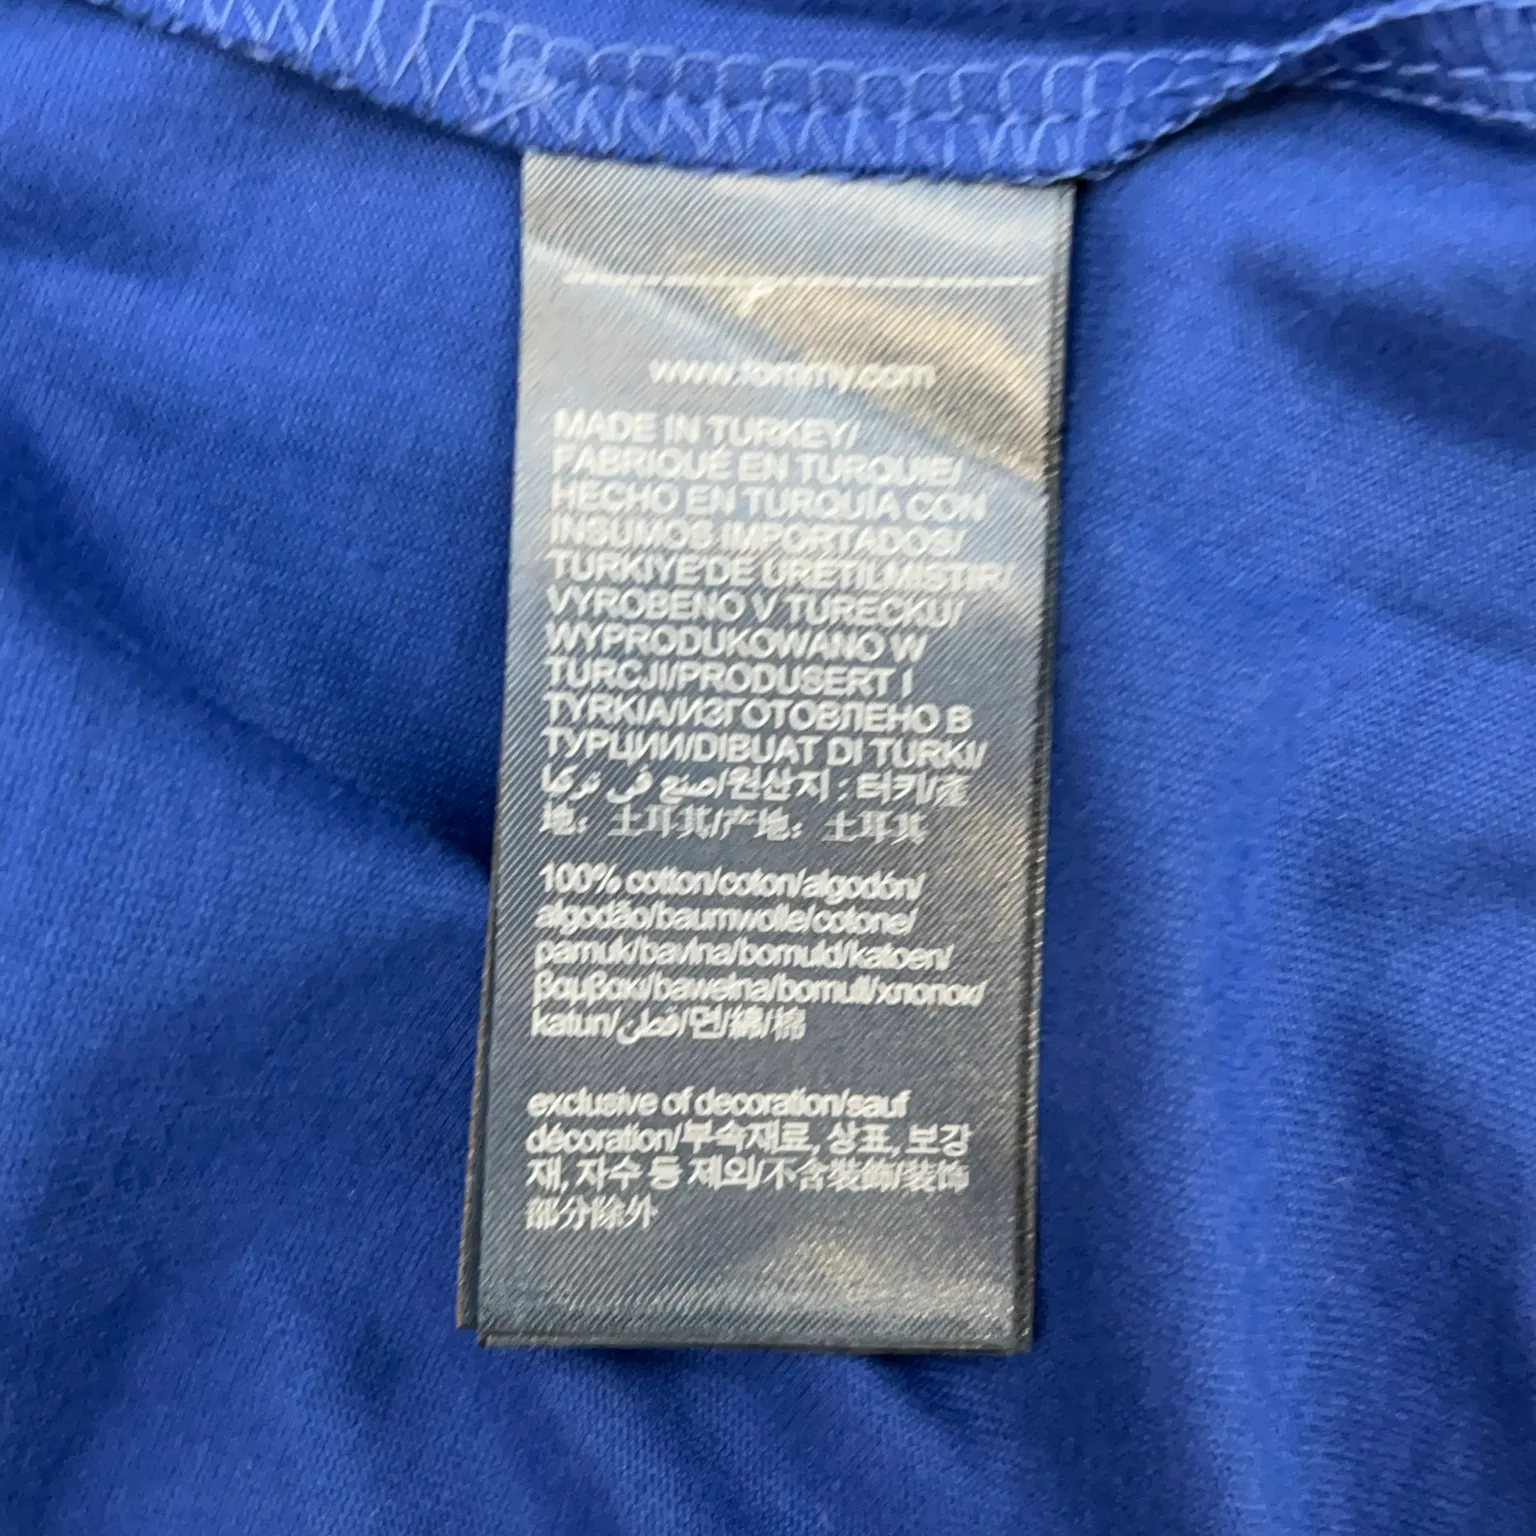 www.tommy.com
MADE IN TURKEY/
FABRIQUÉ EN TURQUIE/
HECHO EN TURQUÍA CON
INSUMOS IMPORTADOS/
TÜRKIYE'DE ÜRETILMISTIR/
VYROBENO V TURECKU/
WYPRODUKOWANO W
TURCJI/PRODUSERT I
TYRKIA/ИЗГОТОВЛЕНО В
ТУРЦИИ/DIBUAT DI TURKI/
صنع في تركيا/원산지 : 터키/產
地：土耳其/产地：土耳其
100% cotton/coton/algodón/
algodão/baumwolle/cotone/
pamuk/bavlna/bomuld/katoen/
βαμβακι/bawełna/bomull/хлопок/
katun/قطن/면/綿/棉
exclusive of decoration/sauf
décoration/부속재료, 상표, 보강
재, 자수 등 제외/不含裝飾/装饰
部分除外